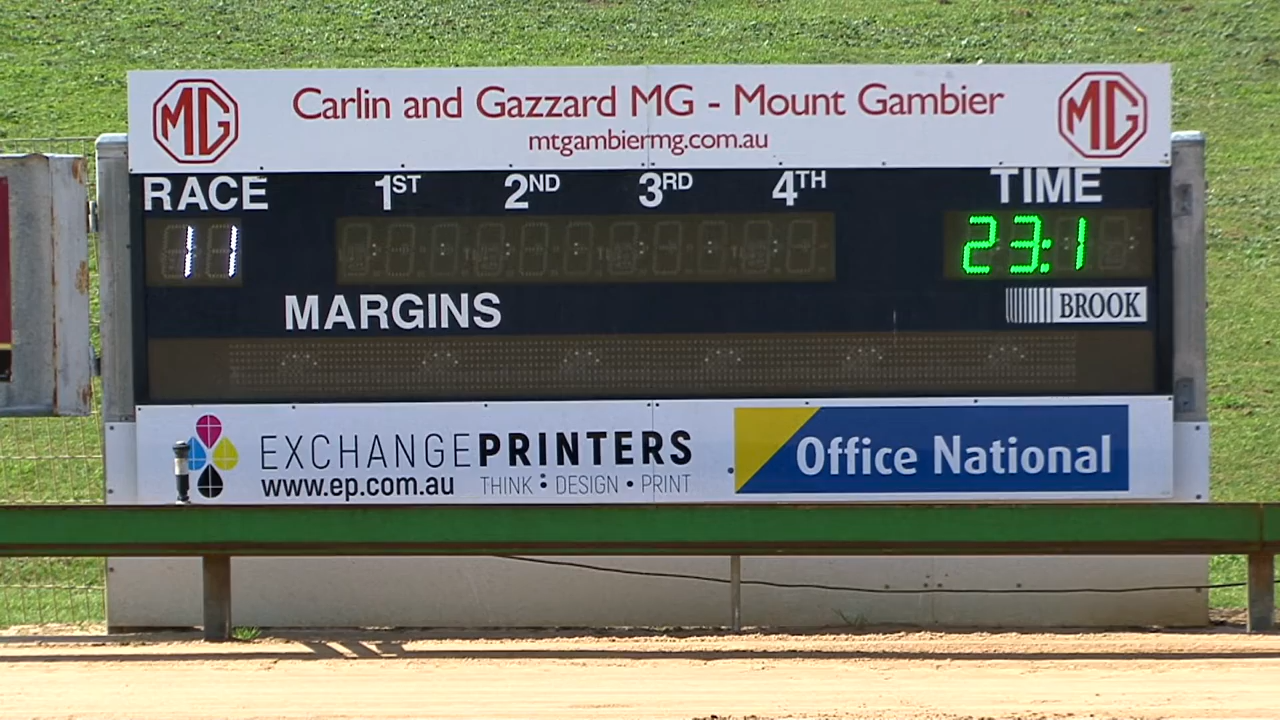 MG Carlin and Gazzard MG - Mount Gambier MG
mtgambiermg.com.au
RACE 1ST 2ND 3RD 4TH TIME
11 23:1
MARGINS
BROOK
EXCHANGEPRINTERS
www.ep.com.au THINK : DESIGN • PRINT
Office National